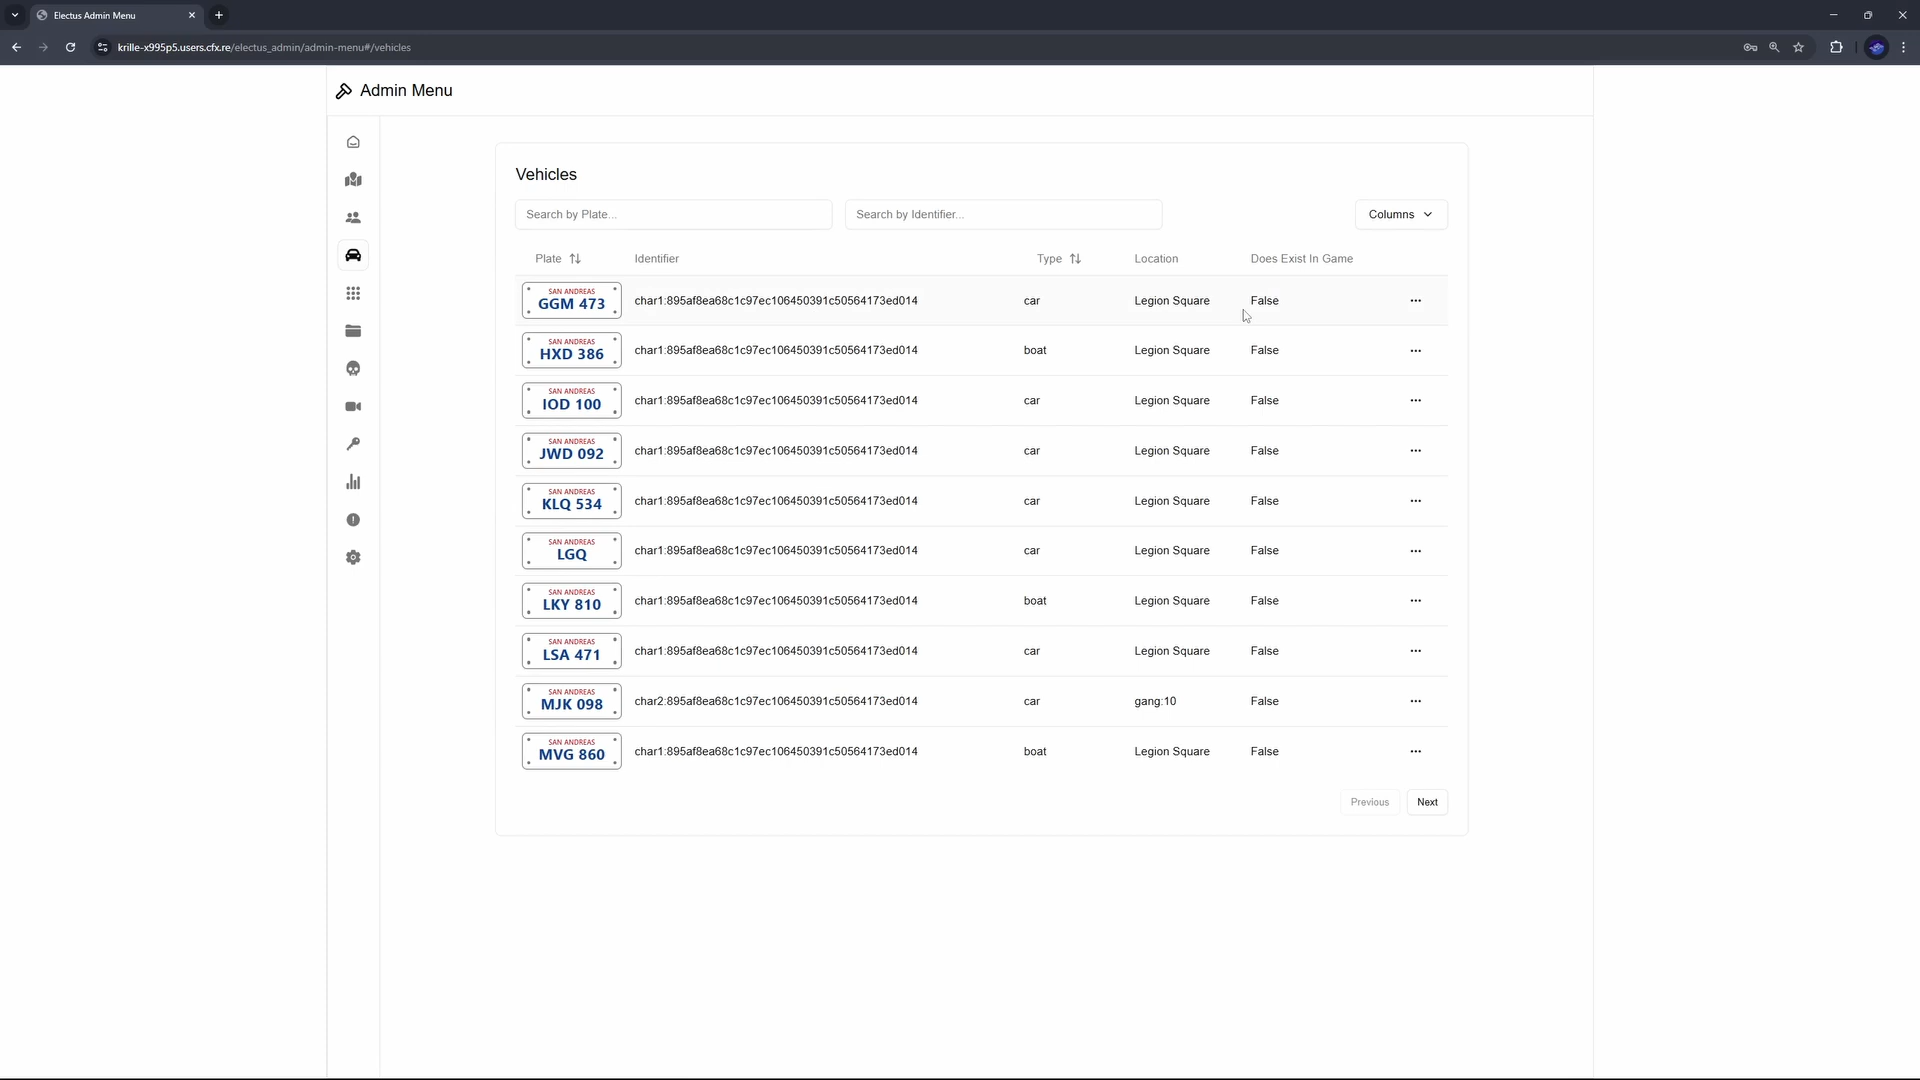 Electus Admin Menu
krille-x995p5.users.cfx.re/electus_admin/admin-menu#/vehicles
Admin Menu
Vehicles
Search by Plate...
Search by Identifier...
Columns
Plate Identifier Type Location Does Exist In Game
SAN ANDREAS
GGM 473 char1:895af8ea68c1c97ec106450391c50564173ed014 car Legion Square False
SAN ANDREAS
HXD 386 char1:895af8ea68c1c97ec106450391c50564173ed014 boat Legion Square False
SAN ANDREAS
IOD 100 char1:895af8ea68c1c97ec106450391c50564173ed014 car Legion Square False
SAN ANDREAS
JWD 092 char1:895af8ea68c1c97ec106450391c50564173ed014 car Legion Square False
SAN ANDREAS
KLQ 534 char1:895af8ea68c1c97ec106450391c50564173ed014 car Legion Square False
SAN ANDREAS
LGQ char1:895af8ea68c1c97ec106450391c50564173ed014 car Legion Square False
SAN ANDREAS
LKY 810 char1:895af8ea68c1c97ec106450391c50564173ed014 boat Legion Square False
SAN ANDREAS
LSA 471 char1:895af8ea68c1c97ec106450391c50564173ed014 car Legion Square False
SAN ANDREAS
MJK 098 char2:895af8ea68c1c97ec106450391c50564173ed014 car gang:10 False
SAN ANDREAS
MVG 860 char1:895af8ea68c1c97ec106450391c50564173ed014 boat Legion Square False
Previous Next